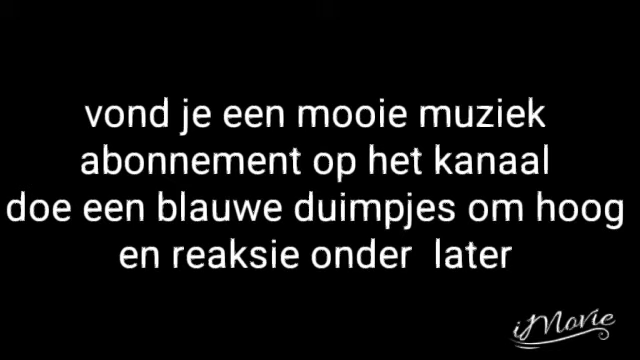 vond je een mooie muziek
abonnement op het kanaal
doe een blauwe duimpjes om hoog
en reaksie onder later
iMovie